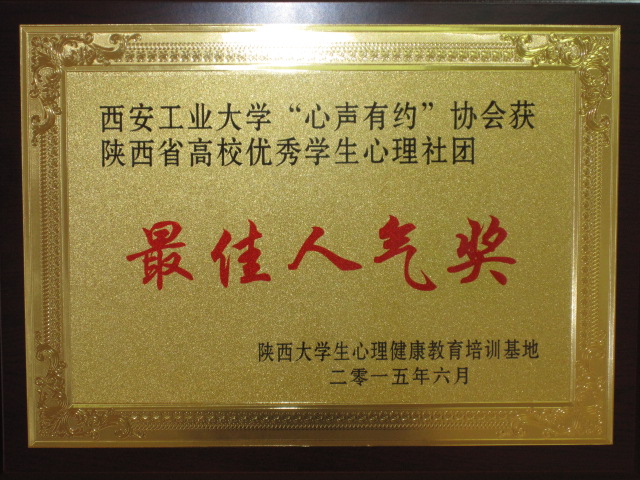 西安工业大学“心声有约”协会获
陕西省高校优秀学生心理社团
最佳人气奖
陕西大学生心理健康教育培训基地
二零一五年六月